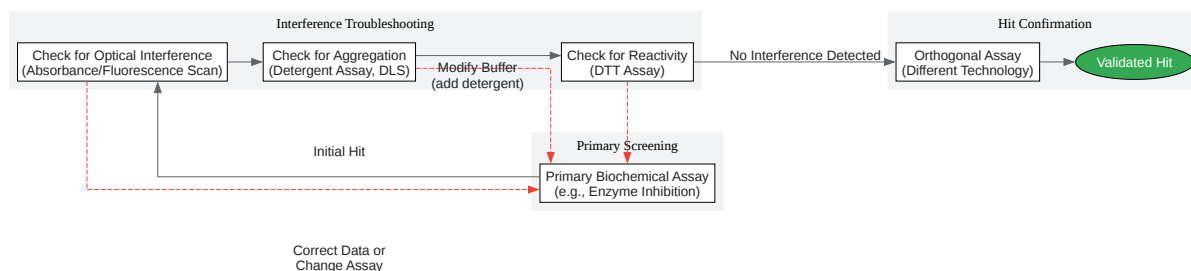 Interference Troubleshooting
Hit Confirmation
Check for Optical Interference
(Absorbance/Fluorescence Scan)
Check for Aggregation
(Detergent Assay, DLS)
Modify Buffer
(add detergent)
Check for Reactivity
(DTT Assay)
No Interference Detected
Orthogonal Assay
(Different Technology)
Validated Hit
Initial Hit
Primary Screening
Primary Biochemical Assay
(e.g., Enzyme Inhibition)
Correct Data or
Change Assay